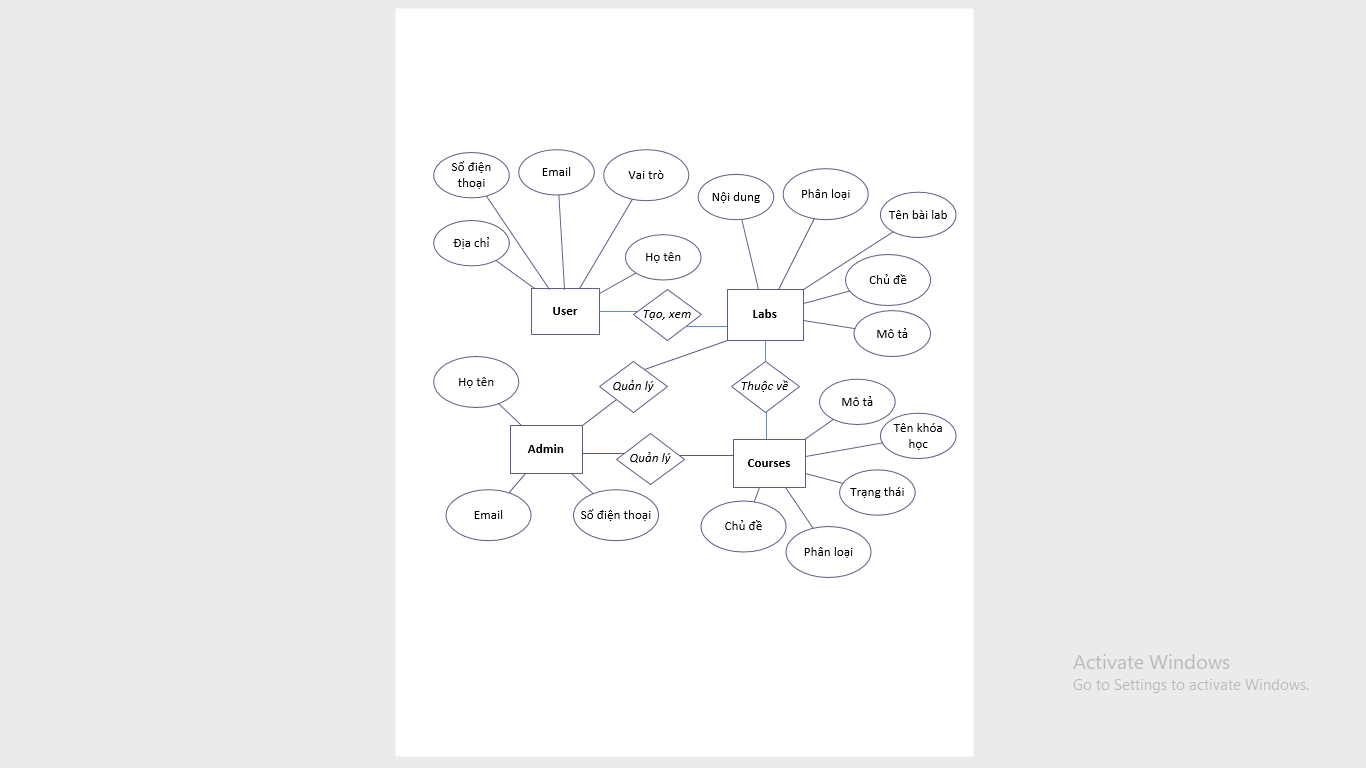 Số điện
thoại
Email
Vai trò
Nội dung
Phân loại
Tên bài lab
Địa chỉ
Họ tên
Chủ đề
User
Tạo, xem
Labs
Mô tả
Họ tên
Quản lý
Thuộc về
Mô tả
Tên khóa
học
Admin
Quản lý
Courses
Trạng thái
Email
Số điện thoại
Chủ đề
Phân loại
Activate Windows
Go to Settings to activate Windows.